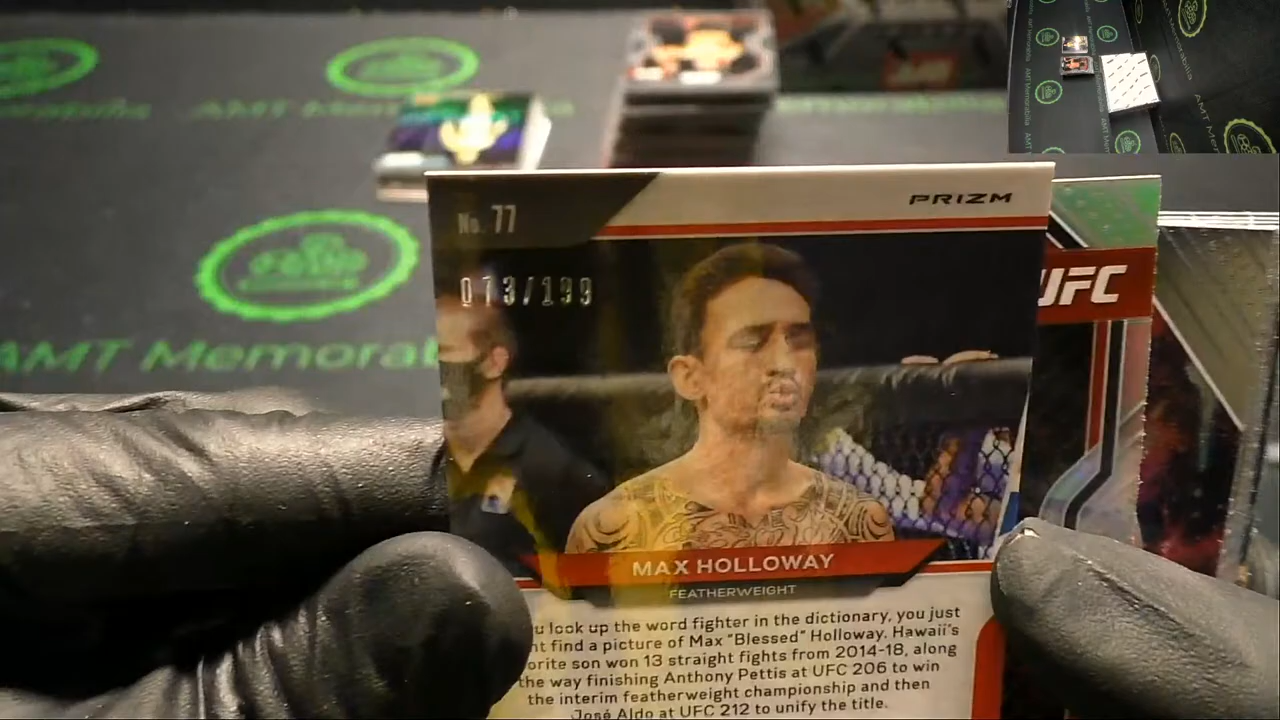 No. 77
PRIZM
073/199
UFC
MAX HOLLOWAY
FEATHERWEIGHT
u look up the word fighter in the dictionary, you just
ht find a picture of Max "Blessed" Holloway. Hawaii's
orite son won 13 straight fights from 2014-18, along
the way finishing Anthony Pettis at UFC 206 to win
the interim featherweight championship and then
José Aldo at UFC 212 to unify the title.
AMT Memorabilia
AMT Memorab